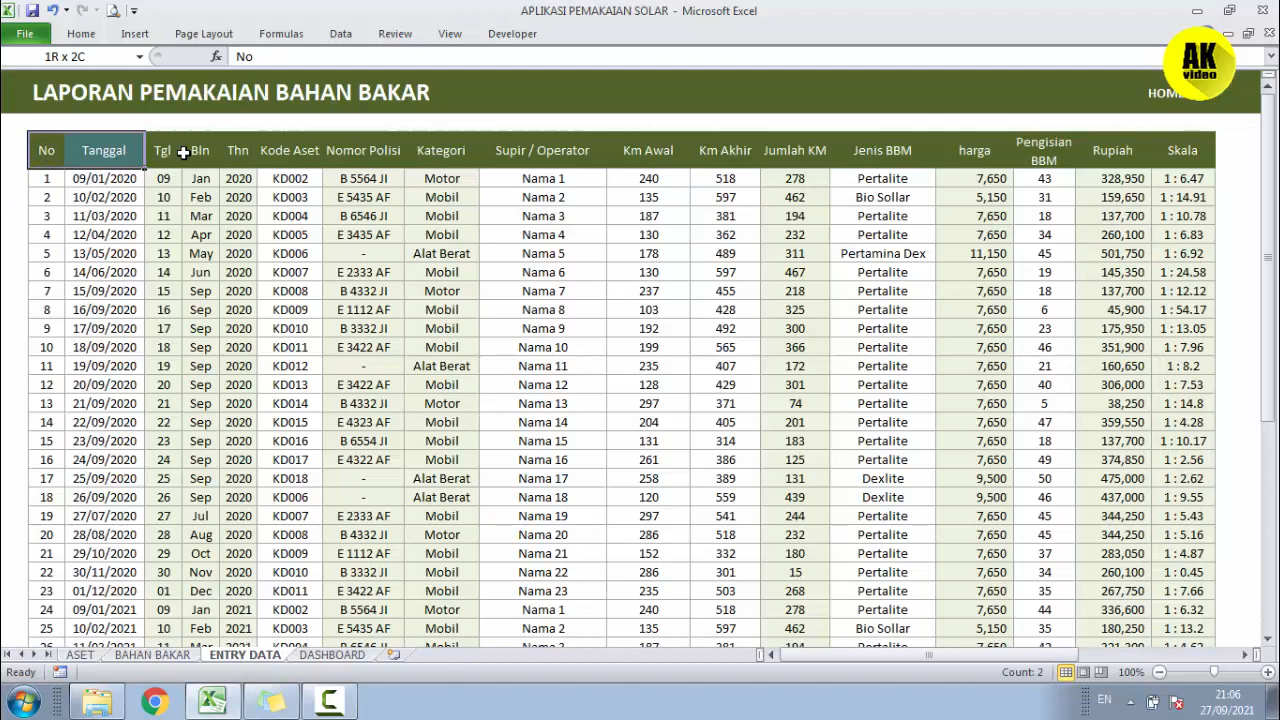 APLIKASI PEMAKAIAN SOLAR - Microsoft Excel
File Home Insert Page Layout Formulas Data Review View Developer
1R x 2C fx No
AK
video
LAPORAN PEMAKAIAN BAHAN BAKAR
HOME
No Tanggal Tgl Bln Thn Kode Aset Nomor Polisi Kategori Supir / Operator Km Awal Km Akhir Jumlah KM Jenis BBM harga Pengisian BBM Rupiah Skala
1 09/01/2020 09 Jan 2020 KD002 B 5564 JI Motor Nama 1 240 518 278 Pertalite 7,650 43 328,950 1 : 6.47
2 10/02/2020 10 Feb 2020 KD003 E 5435 AF Mobil Nama 2 135 597 462 Bio Sollar 5,150 31 159,650 1 : 14.91
3 11/03/2020 11 Mar 2020 KD004 B 6546 JI Mobil Nama 3 187 381 194 Pertalite 7,650 18 137,700 1 : 10.78
4 12/04/2020 12 Apr 2020 KD005 E 3435 AF Mobil Nama 4 130 362 232 Pertalite 7,650 34 260,100 1 : 6.83
5 13/05/2020 13 May 2020 KD006 - Alat Berat Nama 5 178 489 311 Pertamina Dex 11,150 45 501,750 1 : 6.92
6 14/06/2020 14 Jun 2020 KD007 E 2333 AF Mobil Nama 6 130 597 467 Pertalite 7,650 19 145,350 1 : 24.58
7 15/09/2020 15 Sep 2020 KD008 B 4332 JI Motor Nama 7 237 455 218 Pertalite 7,650 18 137,700 1 : 12.12
8 16/09/2020 16 Sep 2020 KD009 E 1112 AF Mobil Nama 8 103 428 325 Pertalite 7,650 6 45,900 1 : 54.17
9 17/09/2020 17 Sep 2020 KD010 B 3332 JI Mobil Nama 9 192 492 300 Pertalite 7,650 23 175,950 1 : 13.05
10 18/09/2020 18 Sep 2020 KD011 E 3422 AF Mobil Nama 10 199 565 366 Pertalite 7,650 46 351,900 1 : 7.96
11 19/09/2020 19 Sep 2020 KD012 - Alat Berat Nama 11 235 407 172 Pertalite 7,650 21 160,650 1 : 8.2
12 20/09/2020 20 Sep 2020 KD013 E 3422 AF Mobil Nama 12 128 429 301 Pertalite 7,650 40 306,000 1 : 7.53
13 21/09/2020 21 Sep 2020 KD014 B 4332 JI Motor Nama 13 297 371 74 Pertalite 7,650 5 38,250 1 : 14.8
14 22/09/2020 22 Sep 2020 KD015 E 4323 AF Mobil Nama 14 204 405 201 Pertalite 7,650 47 359,550 1 : 4.28
15 23/09/2020 23 Sep 2020 KD016 B 6554 JI Mobil Nama 15 131 314 183 Pertalite 7,650 18 137,700 1 : 10.17
16 24/09/2020 24 Sep 2020 KD017 E 4322 AF Mobil Nama 16 261 386 125 Pertalite 7,650 49 374,850 1 : 2.56
17 25/09/2020 25 Sep 2020 KD018 - Alat Berat Nama 17 258 389 131 Dexlite 9,500 50 475,000 1 : 2.62
18 26/09/2020 26 Sep 2020 KD006 - Alat Berat Nama 18 120 559 439 Dexlite 9,500 46 437,000 1 : 9.55
19 27/07/2020 27 Jul 2020 KD007 E 2333 AF Mobil Nama 19 297 541 244 Pertalite 7,650 45 344,250 1 : 5.43
20 28/08/2020 28 Aug 2020 KD008 B 4332 JI Motor Nama 20 286 518 232 Pertalite 7,650 45 344,250 1 : 5.16
21 29/10/2020 29 Oct 2020 KD009 E 1112 AF Mobil Nama 21 152 332 180 Pertalite 7,650 37 283,050 1 : 4.87
22 30/11/2020 30 Nov 2020 KD010 B 3332 JI Mobil Nama 22 286 301 15 Pertalite 7,650 34 260,100 1 : 0.45
23 01/12/2020 01 Dec 2020 KD011 E 3422 AF Mobil Nama 23 235 503 268 Pertalite 7,650 35 267,750 1 : 7.66
24 09/01/2021 09 Jan 2021 KD002 B 5564 JI Motor Nama 1 240 518 278 Pertalite 7,650 44 336,600 1 : 6.32
25 10/02/2021 10 Feb 2021 KD003 E 5435 AF Mobil Nama 2 135 597 462 Bio Sollar 5,150 35 180,250 1 : 13.2
ASET BAHAN BAKAR ENTRY DATA DASHBOARD
Ready Count: 2 100%
EN 21:06
27/09/2021